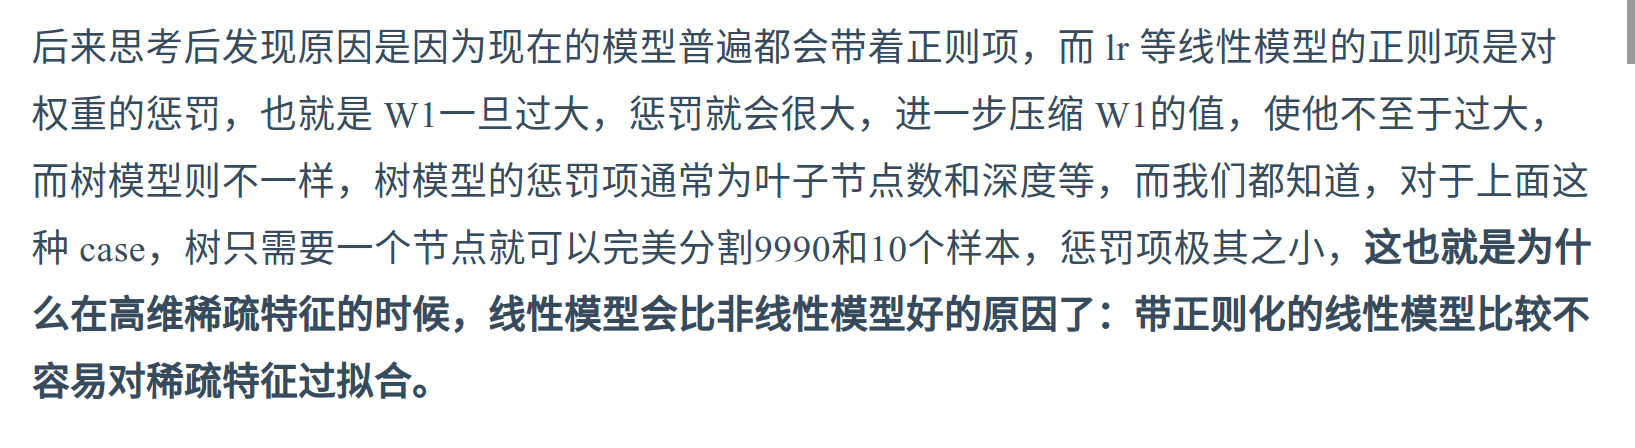 后来思考后发现原因是因为现在的模型普遍都会带着正则项，而 lr 等线性模型的正则项是对
权重的惩罚，也就是 W1一旦过大，惩罚就会很大，进一步压缩 W1的值，使他不至于过大，
而树模型则不一样，树模型的惩罚项通常为叶子节点数和深度等，而我们都知道，对于上面这
种 case，树只需要一个节点就可以完美分割9990和10个样本，惩罚项极其之小，这也就是为什
么在高维稀疏特征的时候，线性模型会比非线性模型好的原因了：带正则化的线性模型比较不
容易对稀疏特征过拟合。